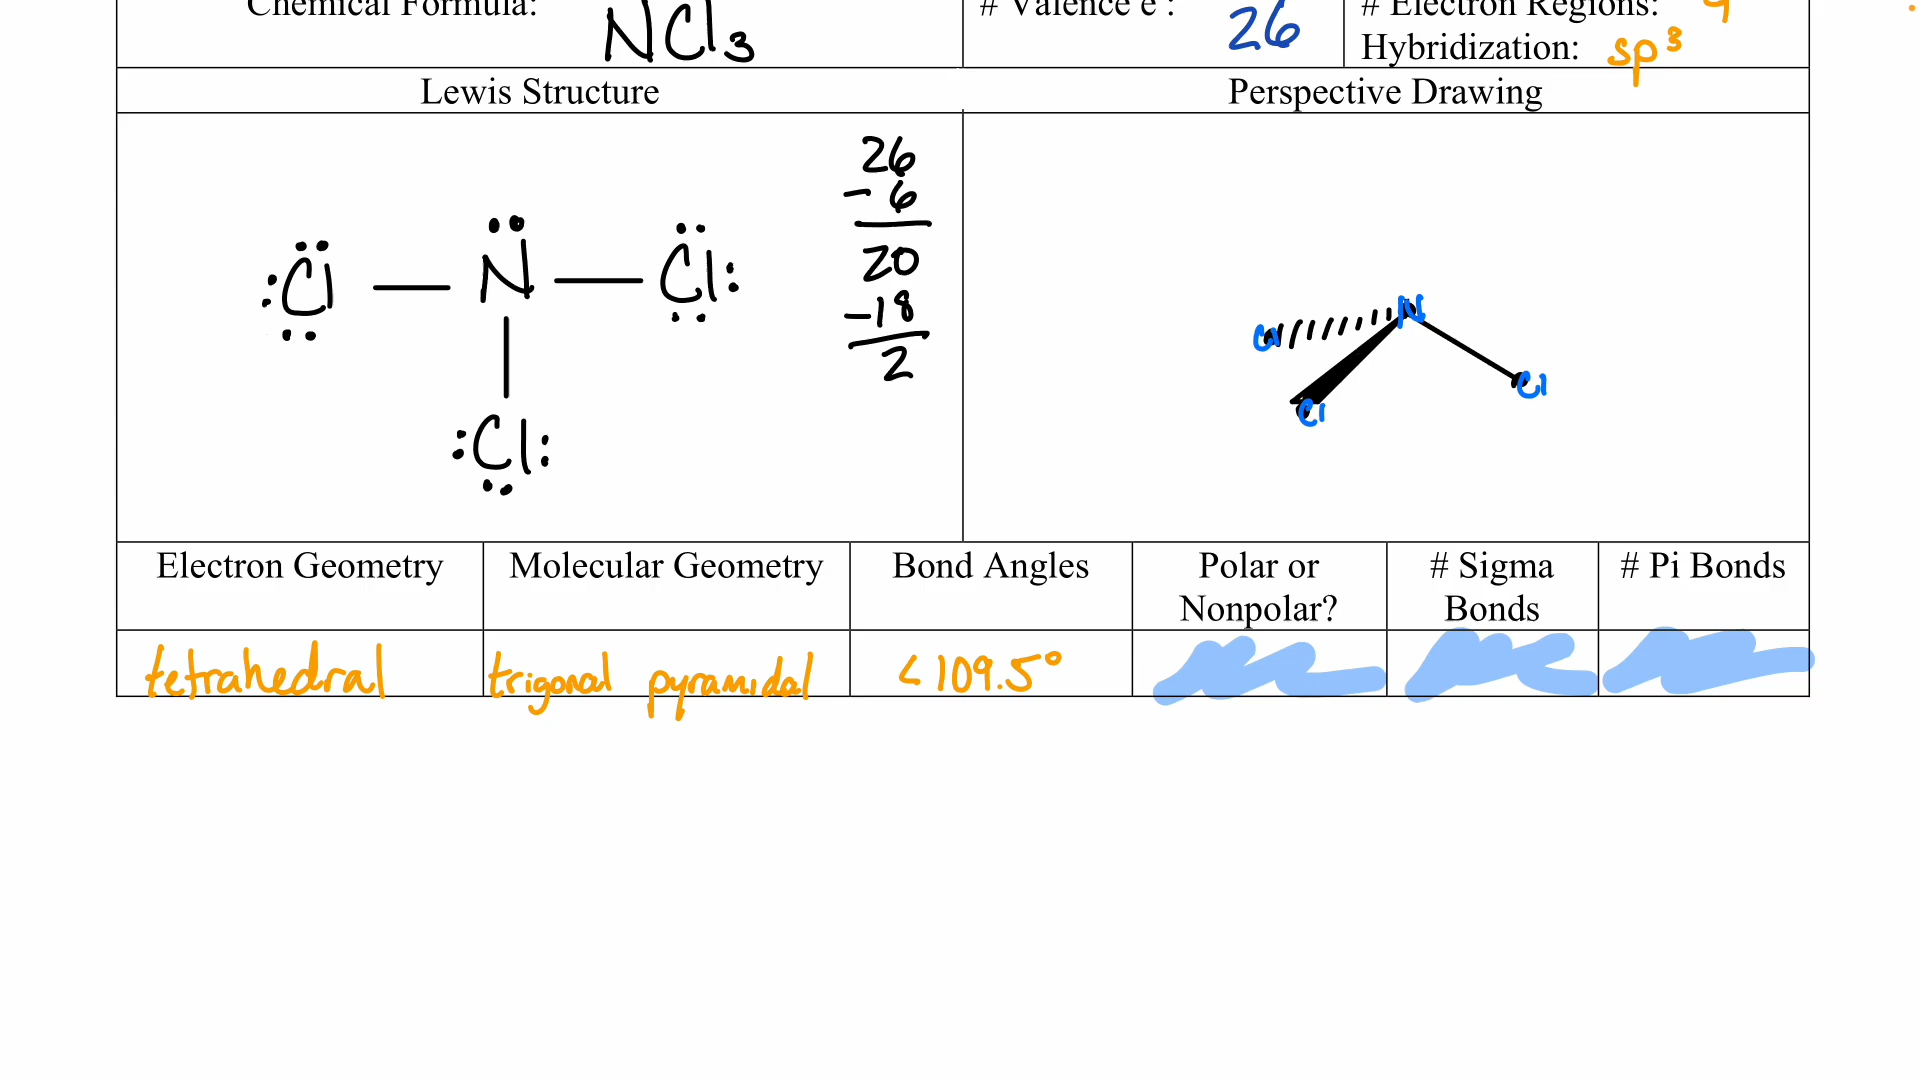 Chemical Formula: NCl3
# Valence e-: 26
# Electron Regions: 4
Hybridization: sp³
Lewis Structure
Perspective Drawing
26
- 6
20
-18
2
:Cl — N — Cl:
:Cl:
Cl N
Cl
Cl
Electron Geometry
Molecular Geometry
Bond Angles
Polar or
Nonpolar?
# Sigma
Bonds
# Pi Bonds
tetrahedral
trigonal pyramidal
<109.5°